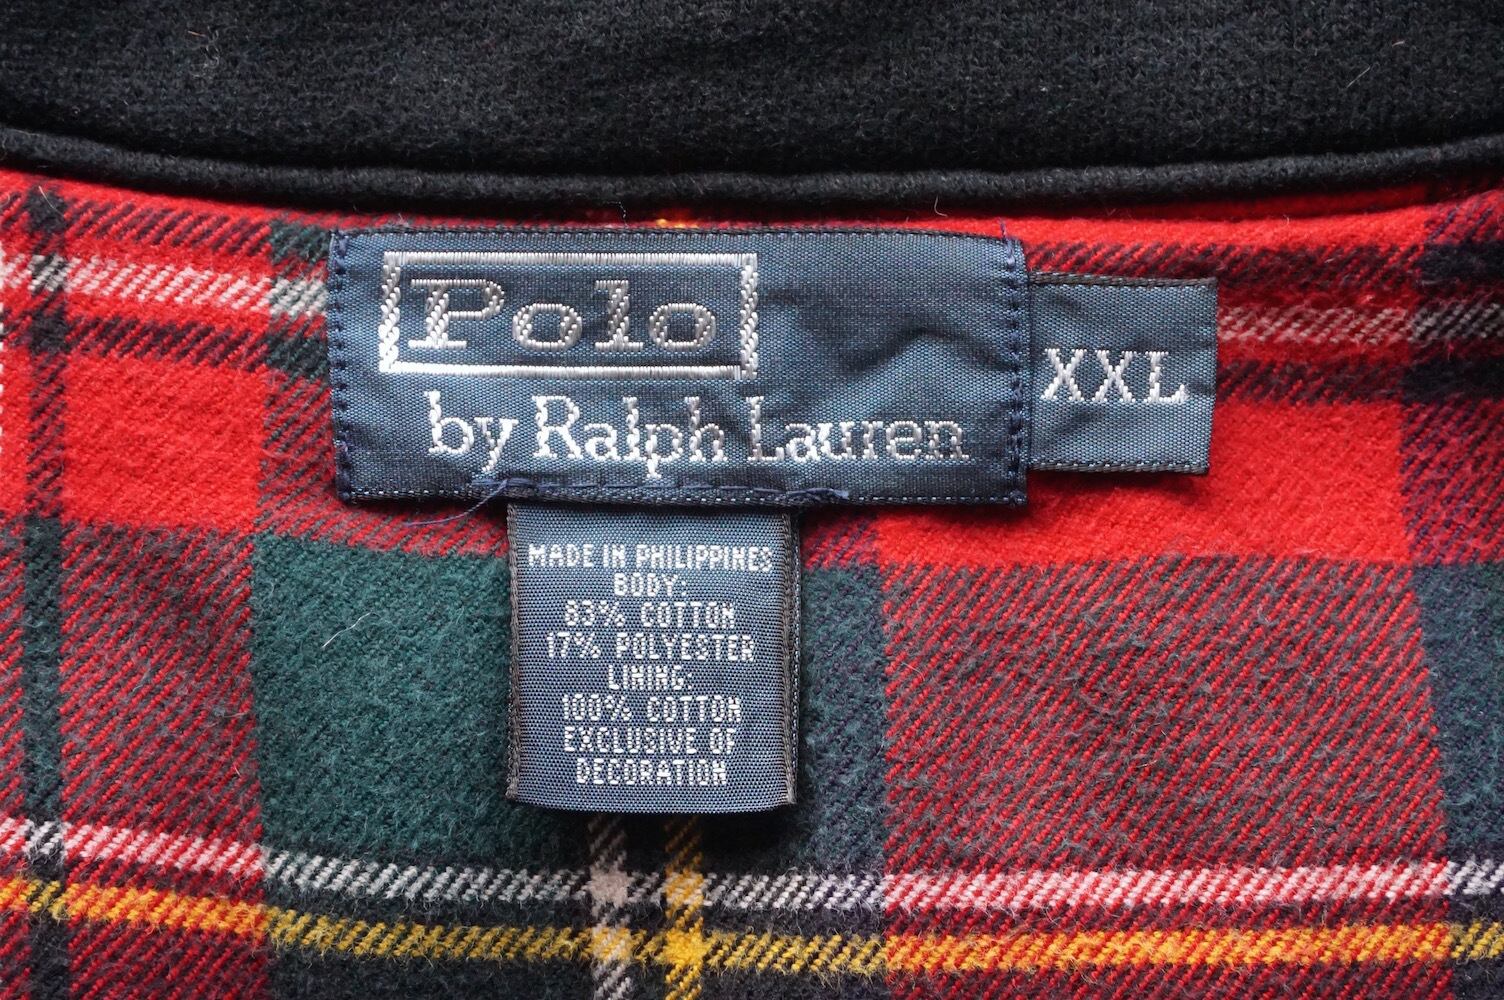 Polo
by Ralph Lauren
XXL
MADE IN PHILIPPINES
BODY:
83% COTTON
17% POLYESTER
LINING:
100% COTTON
EXCLUSIVE OF
DECORATION